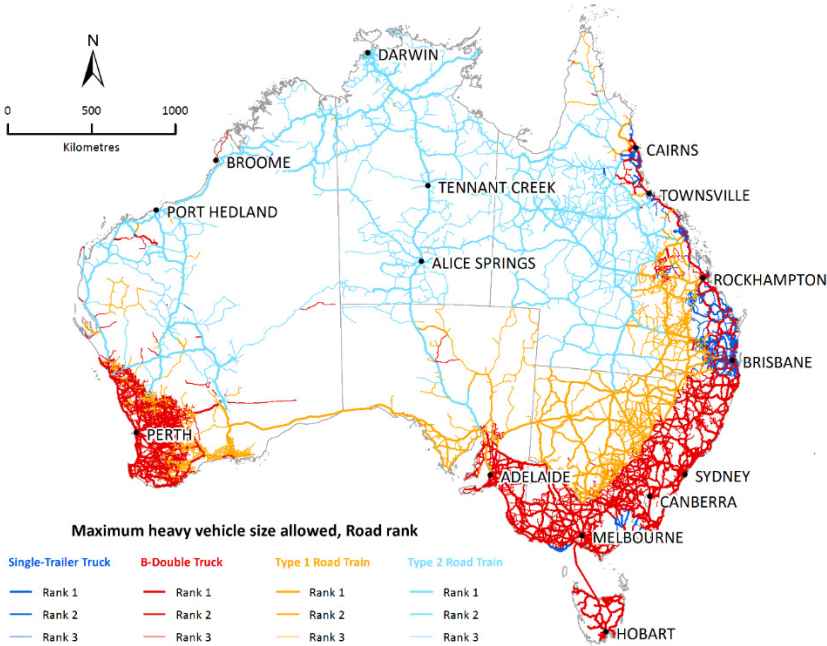 N
0 500 1000
Kilometres
DARWIN
BROOME
CAIRNS
TENNANT CREEK
TOWNSVILLE
PORT HEDLAND
ALICE SPRINGS
ROCKHAMPTON
BRISBANE
PERTH
ADELAIDE
SYDNEY
CANBERRA
MELBOURNE
HOBART
Maximum heavy vehicle size allowed, Road rank
Single-Trailer Truck B-Double Truck Type 1 Road Train Type 2 Road Train
Rank 1 Rank 1 Rank 1 Rank 1
Rank 2 Rank 2 Rank 2 Rank 2
Rank 3 Rank 3 Rank 3 Rank 3